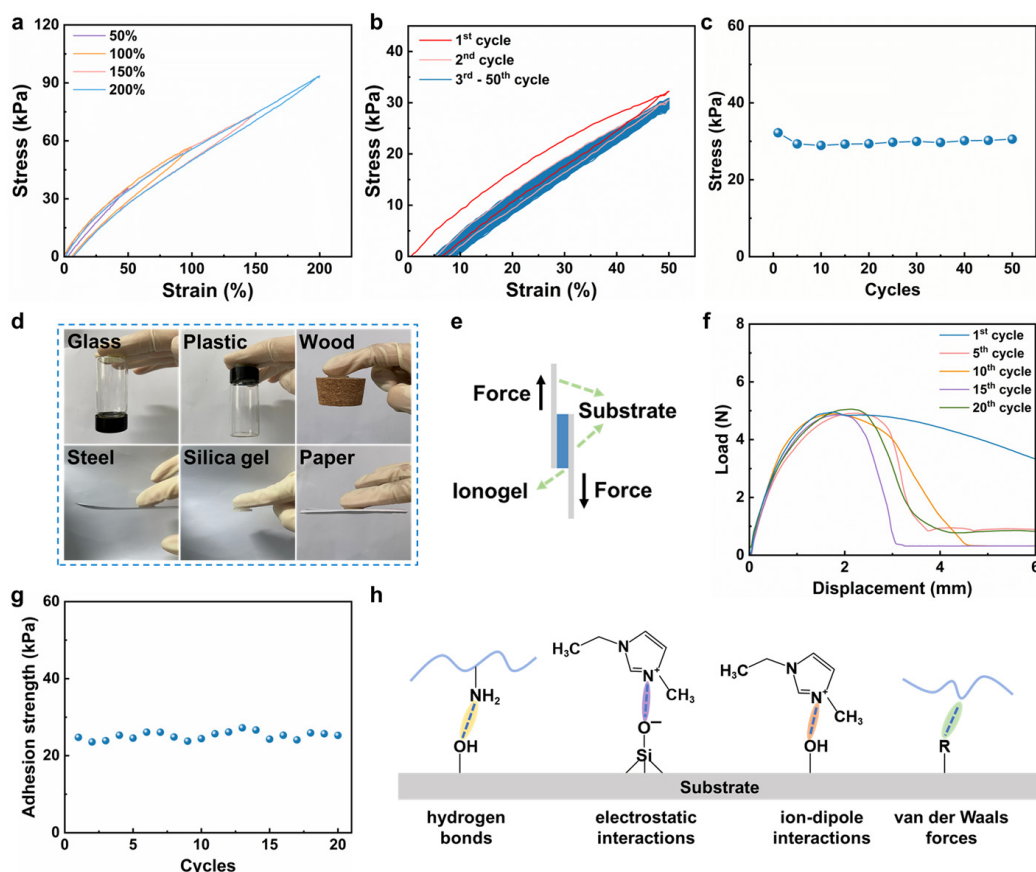 a
120
90
60
30
0
Stress (kPa)
50%
100%
150%
200%
0
50
100
150
200
Strain (%)
b
40
30
20
10
0
Stress (kPa)
1st cycle
2nd cycle
3rd - 50th cycle
0
10
20
30
40
50
Strain (%)
c
60
40
20
0
Stress (kPa)
0
10
20
30
40
50
Cycles
d
Glass
Plastic
Wood
Steel
Silica gel
Paper
e
Force
Substrate
Ionogel
Force
f
8
6
4
2
0
Load (N)
1st cycle
5th cycle
10th cycle
15th cycle
20th cycle
0
2
4
6
Displacement (mm)
g
60
40
20
0
Adhesion strength (kPa)
0
5
10
15
20
Cycles
h
NH2
OH
H3C
N
N+
CH3
O−
Si
H3C
N
N+
CH3
OH
R
Substrate
hydrogen
bonds
electrostatic
interactions
ion-dipole
interactions
van der Waals
forces